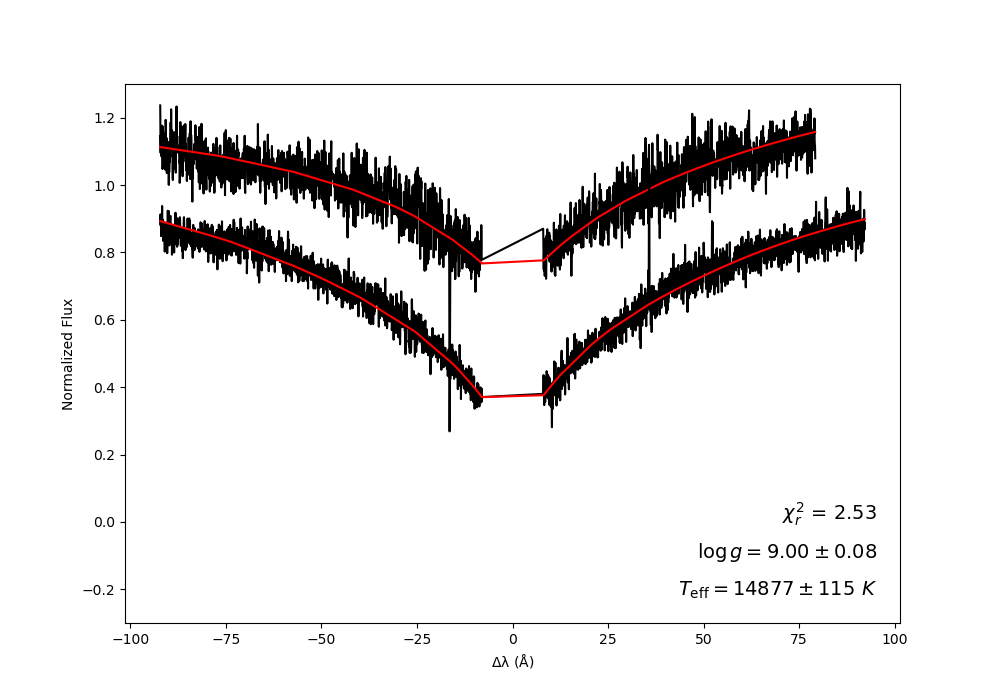 1.2
1.0
0.8
0.6
0.4
0.2
0.0
−0.2
Normalized Flux
−100 −75 −50 −25 0 25 50 75 100
Δλ (Å)
χ²ᵣ = 2.53
log g = 9.00 ± 0.08
T_eff = 14877 ± 115 K